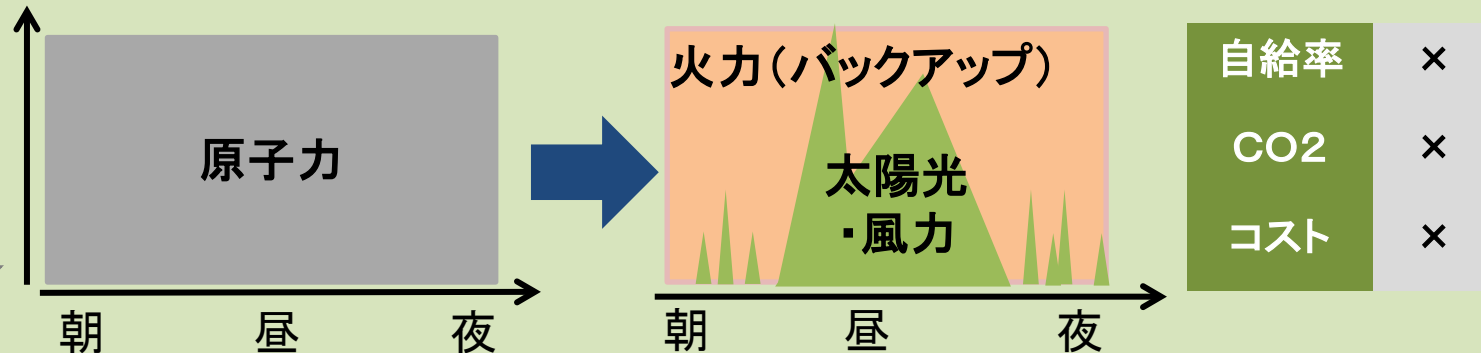 原子力
朝 昼 夜
火力(バックアップ)
太陽光
・風力
朝 昼 夜
自給率 ×
CO2 ×
コスト ×